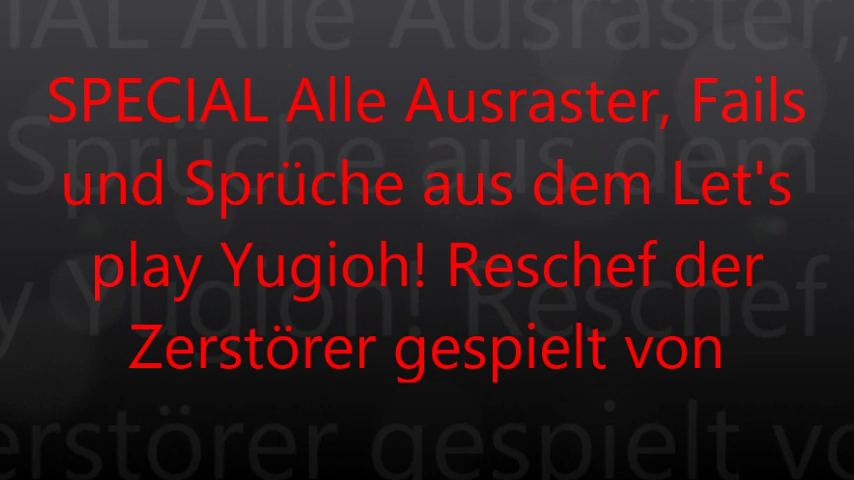 SPECIAL Alle Ausraster, Fails
und Sprüche aus dem Let's
play Yugioh! Reschef der
Zerstörer gespielt von